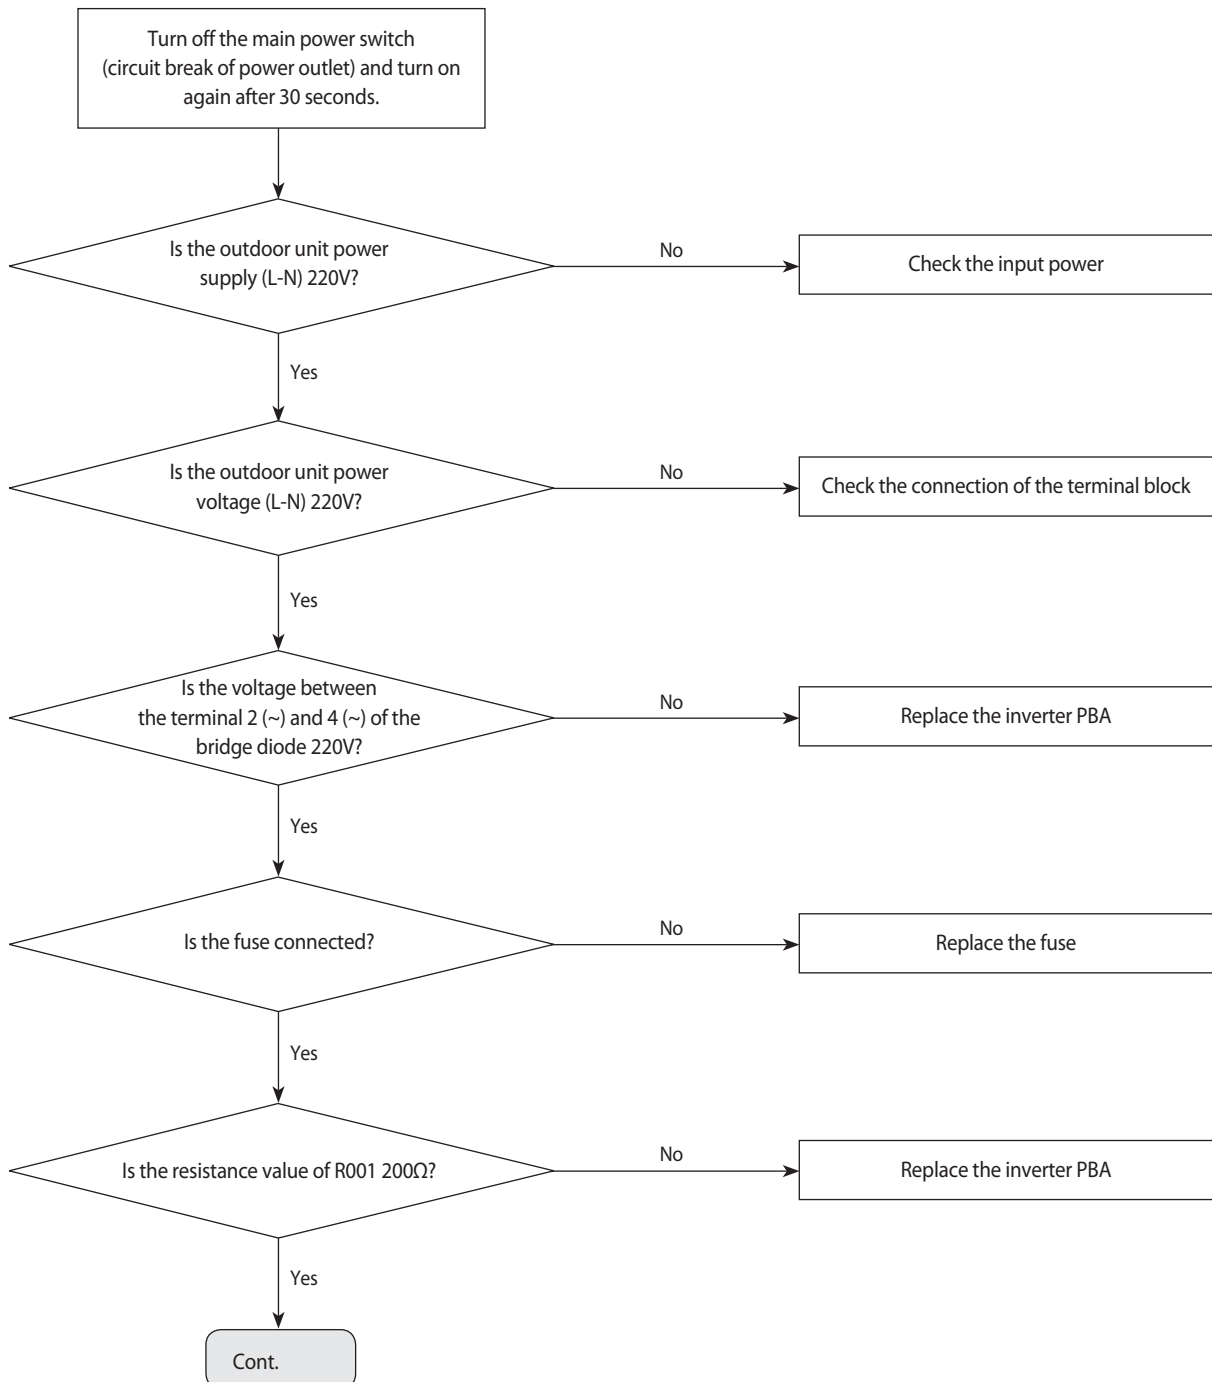 Turn off the main power switch
(circuit break of power outlet) and turn on
again after 30 seconds.
Is the outdoor unit power
supply (L-N) 220V?
No
Check the input power
Yes
Is the outdoor unit power
voltage (L-N) 220V?
No
Check the connection of the terminal block
Yes
Is the voltage between
the terminal 2 (~) and 4 (~) of the
bridge diode 220V?
No
Replace the inverter PBA
Yes
Is the fuse connected?
No
Replace the fuse
Yes
Is the resistance value of R001 200Ω?
No
Replace the inverter PBA
Yes
Cont.